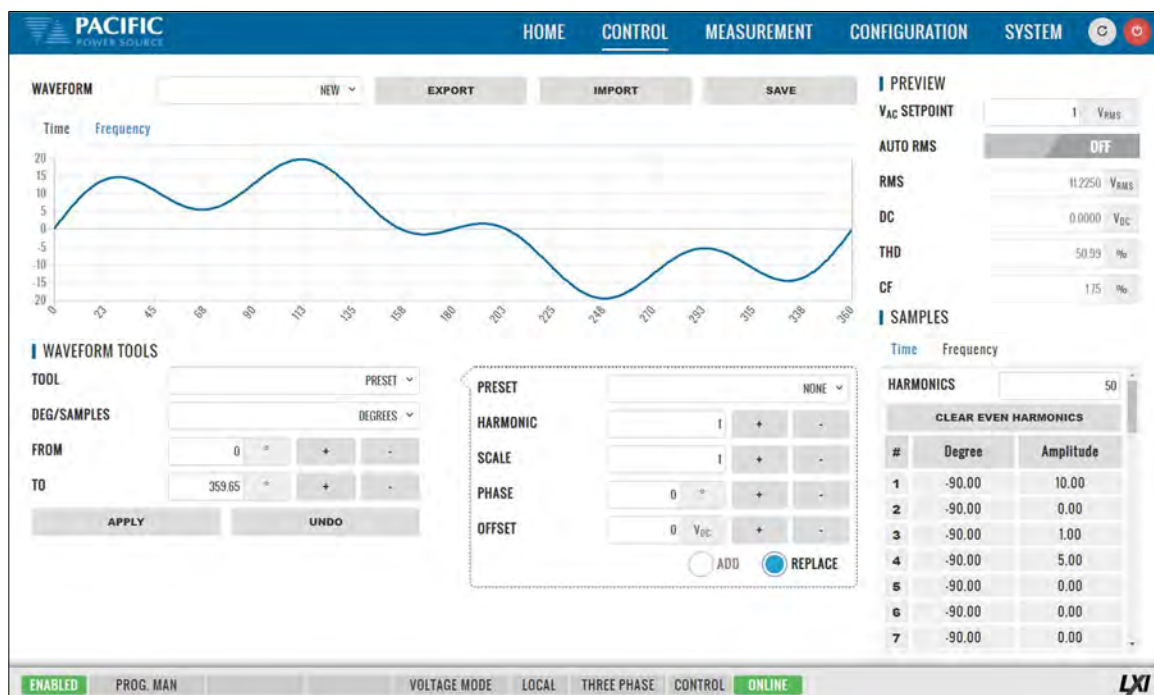 PACIFIC
POWER SOURCE
HOME CONTROL MEASUREMENT CONFIGURATION SYSTEM
WAVEFORM NEW EXPORT IMPORT SAVE
Time Frequency
20
15
10
5
0
-5
-10
-15
20
0 23 45 68 90 113 135 158 180 203 225 248 270 293 315 338 360
WAVEFORM TOOLS
TOOL PRESET
DEG/SAMPLES DEGREES
FROM 0 ° + -
TO 359.65 ° + -
APPLY UNDO
PRESET NONE
HARMONIC 1 + -
SCALE 1 + -
PHASE 0 ° + -
OFFSET 0 VDC + -
ADD REPLACE
PREVIEW
VAC SETPOINT 1 VRMS
AUTO RMS OFF
RMS 11.2250 VRMS
DC 0.0000 VDC
THD 50.99 %
CF 1.75 %
SAMPLES
Time Frequency
HARMONICS 50
CLEAR EVEN HARMONICS
# Degree Amplitude
1 -90.00 10.00
2 -90.00 0.00
3 -90.00 1.00
4 -90.00 5.00
5 -90.00 0.00
6 -90.00 0.00
7 -90.00 0.00
ENABLED PROG. MAN VOLTAGE MODE LOCAL THREE PHASE CONTROL ONLINE LXI